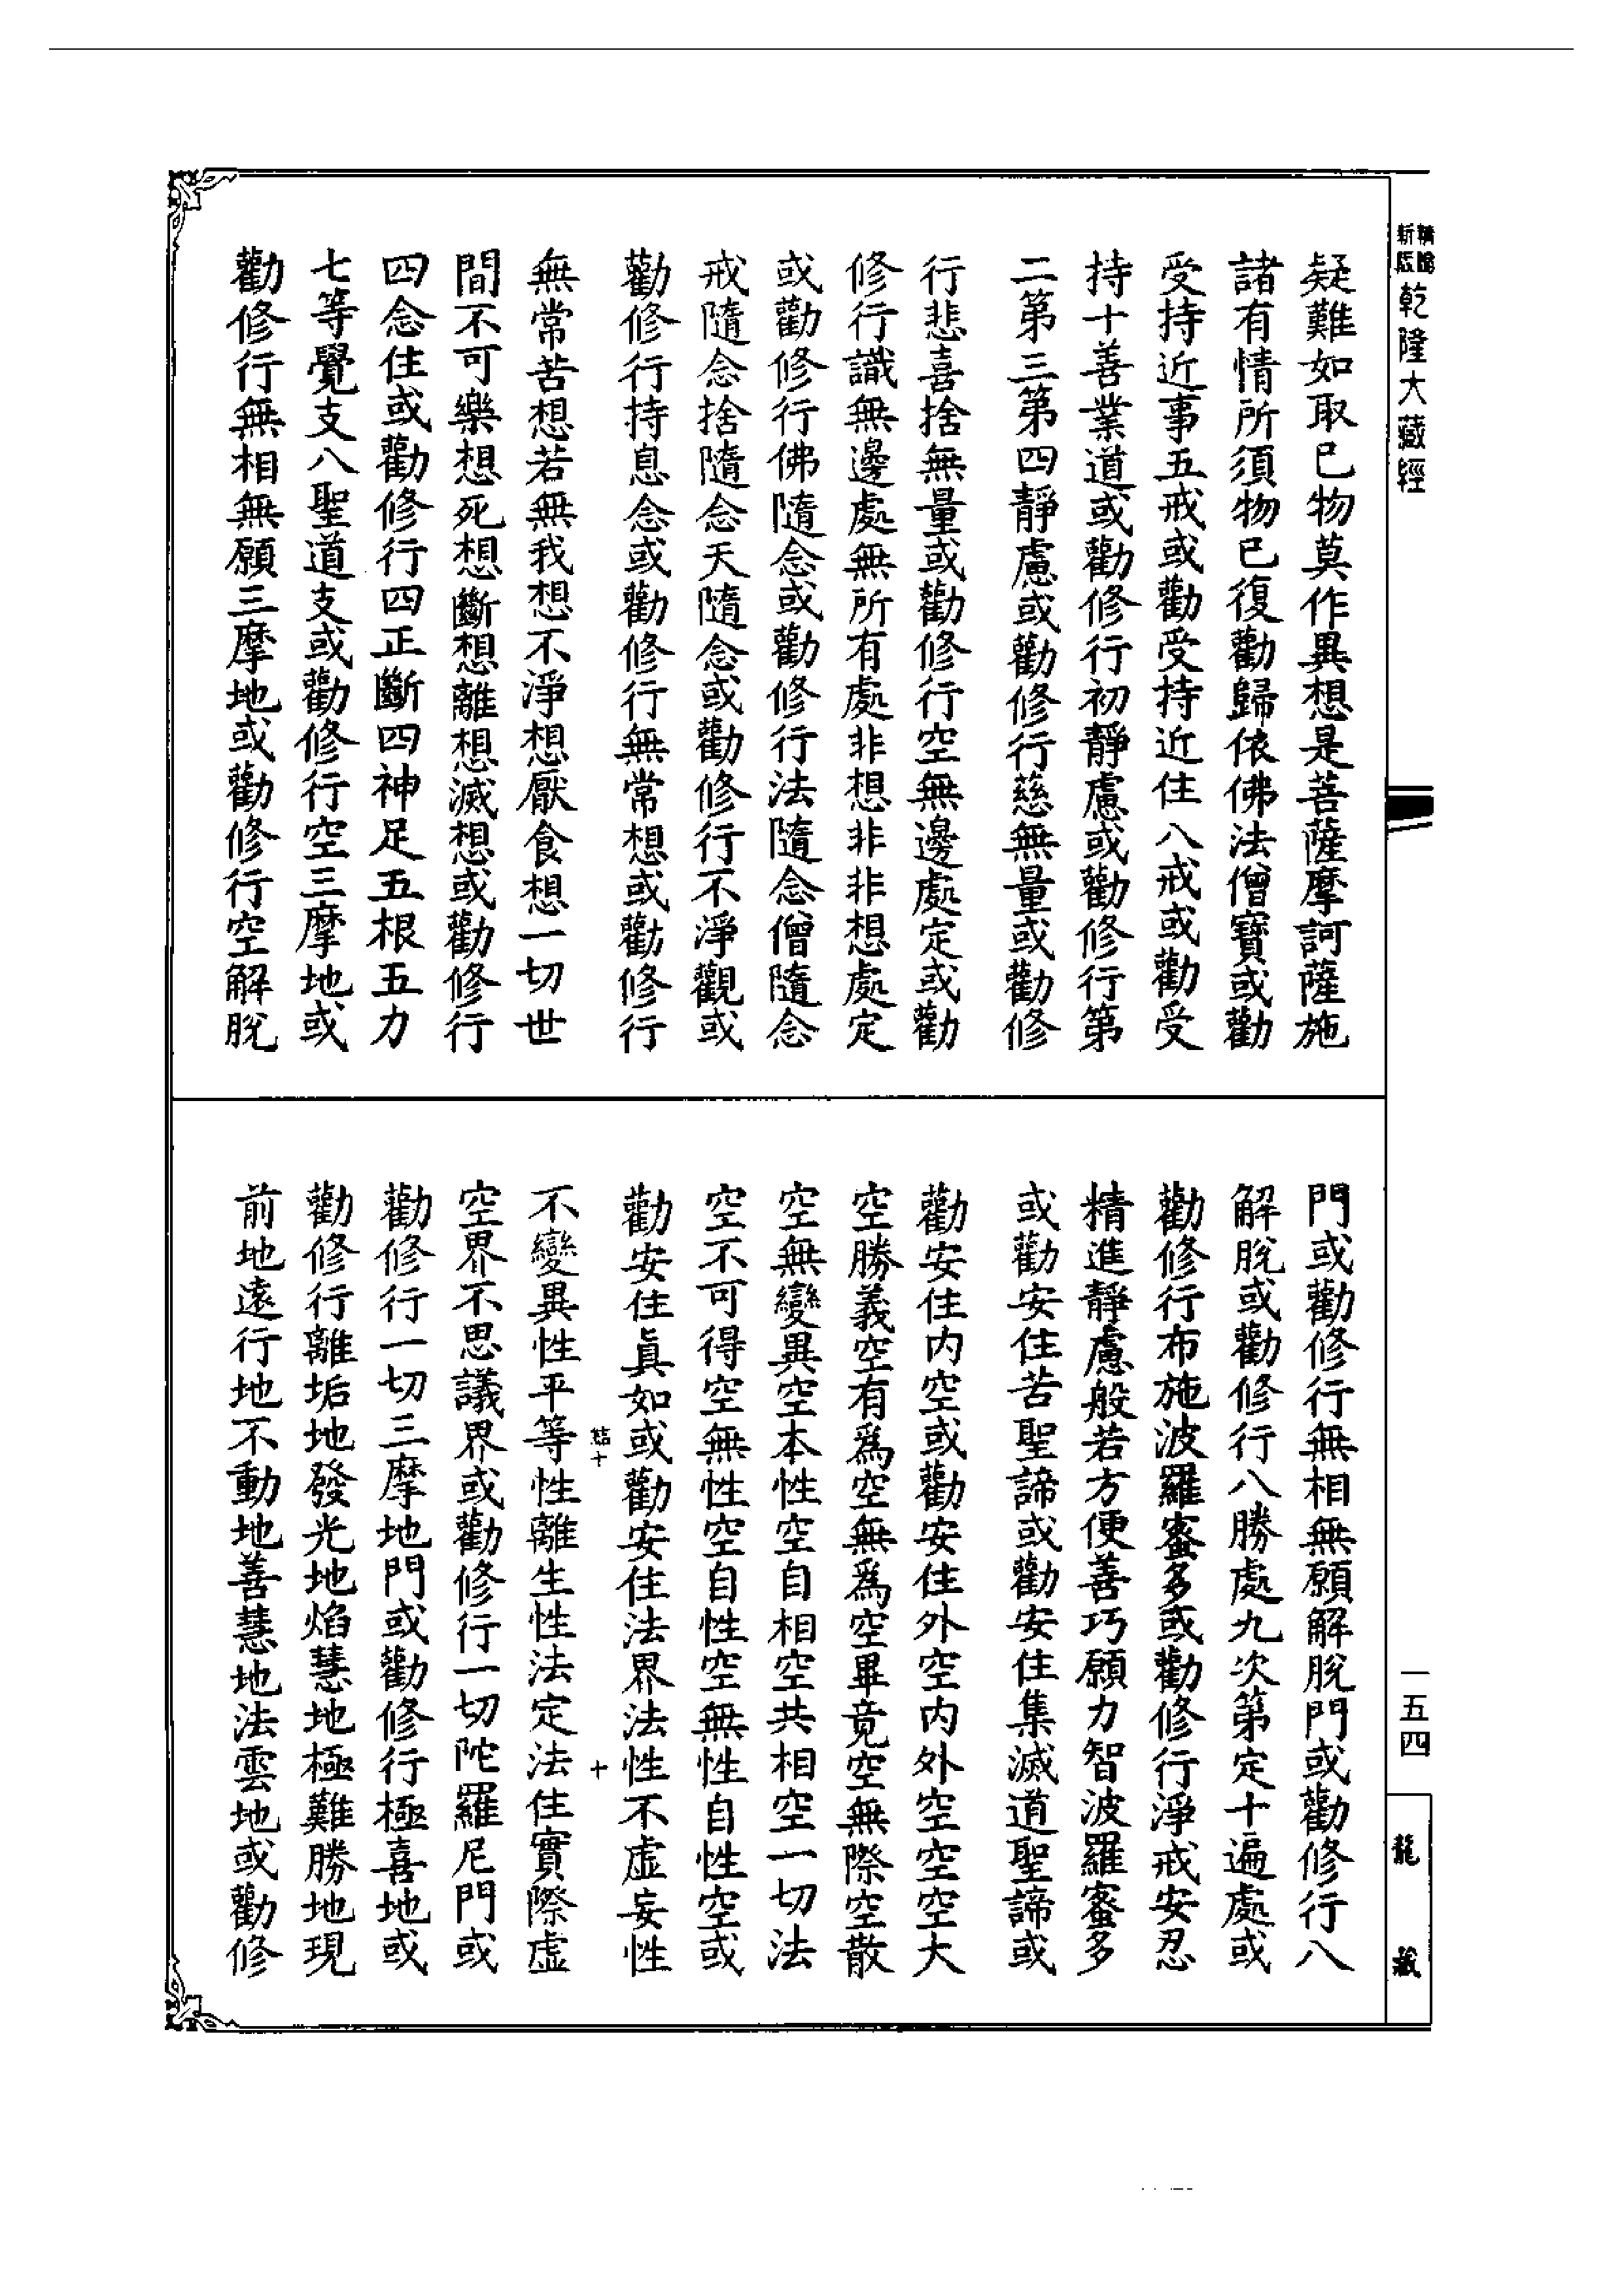 乾隆大藏經
疑難如取已物莫作異想是菩薩摩訶薩施
諸有情所須物已復勸歸依佛法僧寶或勸
受持近事五戒或勸受持近住八戒或勸受
持十善業道或勸修行初靜慮或勸修行第
二第三第四靜慮或勸修行慈無量或勸修
行悲喜捨無量或勸修行空無邊處定或勸
修行識無邊處無所有處非想非非想處定
或勸修行佛隨念或勸修行法隨念僧隨念
戒隨念捨隨念天隨念或勸修行不淨觀或
勸修行持息念或勸修行無常想或勸修行
無常苦想若無我想不淨想厭食想一切世
間不可樂想死想斷想離想滅想或勸修行
四念住或勸修行四正斷四神足五根五力
七等覺支八聖道支或勸修行空三摩地或
勸修行無相無願三摩地或勸修行空解脫
門或勸修行無相無願解脫門或勸修行八
解脫或勸修行八勝處九次第定十遍處或
勸修行布施波羅蜜多或勸修行淨戒安忍
精進靜慮般若方便善巧願力智波羅蜜多
或勸安住苦聖諦或勸安住集滅道聖諦或
勸安住內空或勸安住外空內外空空空大
空勝義空有爲空無爲空畢竟空無際空散
空無變異空本性空自相空共相空一切法
空不可得空無性空自性空無性自性空或
勸安住眞如或勸安住法界法性不虛妄性
結十
十
不變異性平等性離生性法定法住實際虛
空界不思議界或勸修行一切陀羅尼門或
勸修行一切三摩地門或勸修行極喜地或
勸修行離垢地發光地焰慧地極難勝地現
前地遠行地不動地善慧地法雲地或勸修
一五四
龍藏